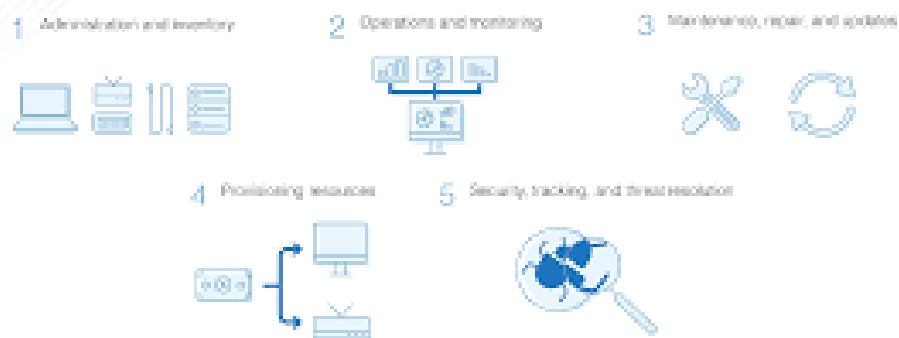 1 Administration and inventory
2 Operations and monitoring
3 Maintenance, repair, and updates
4 Provisioning resources
5 Security, tracking, and threat resolution